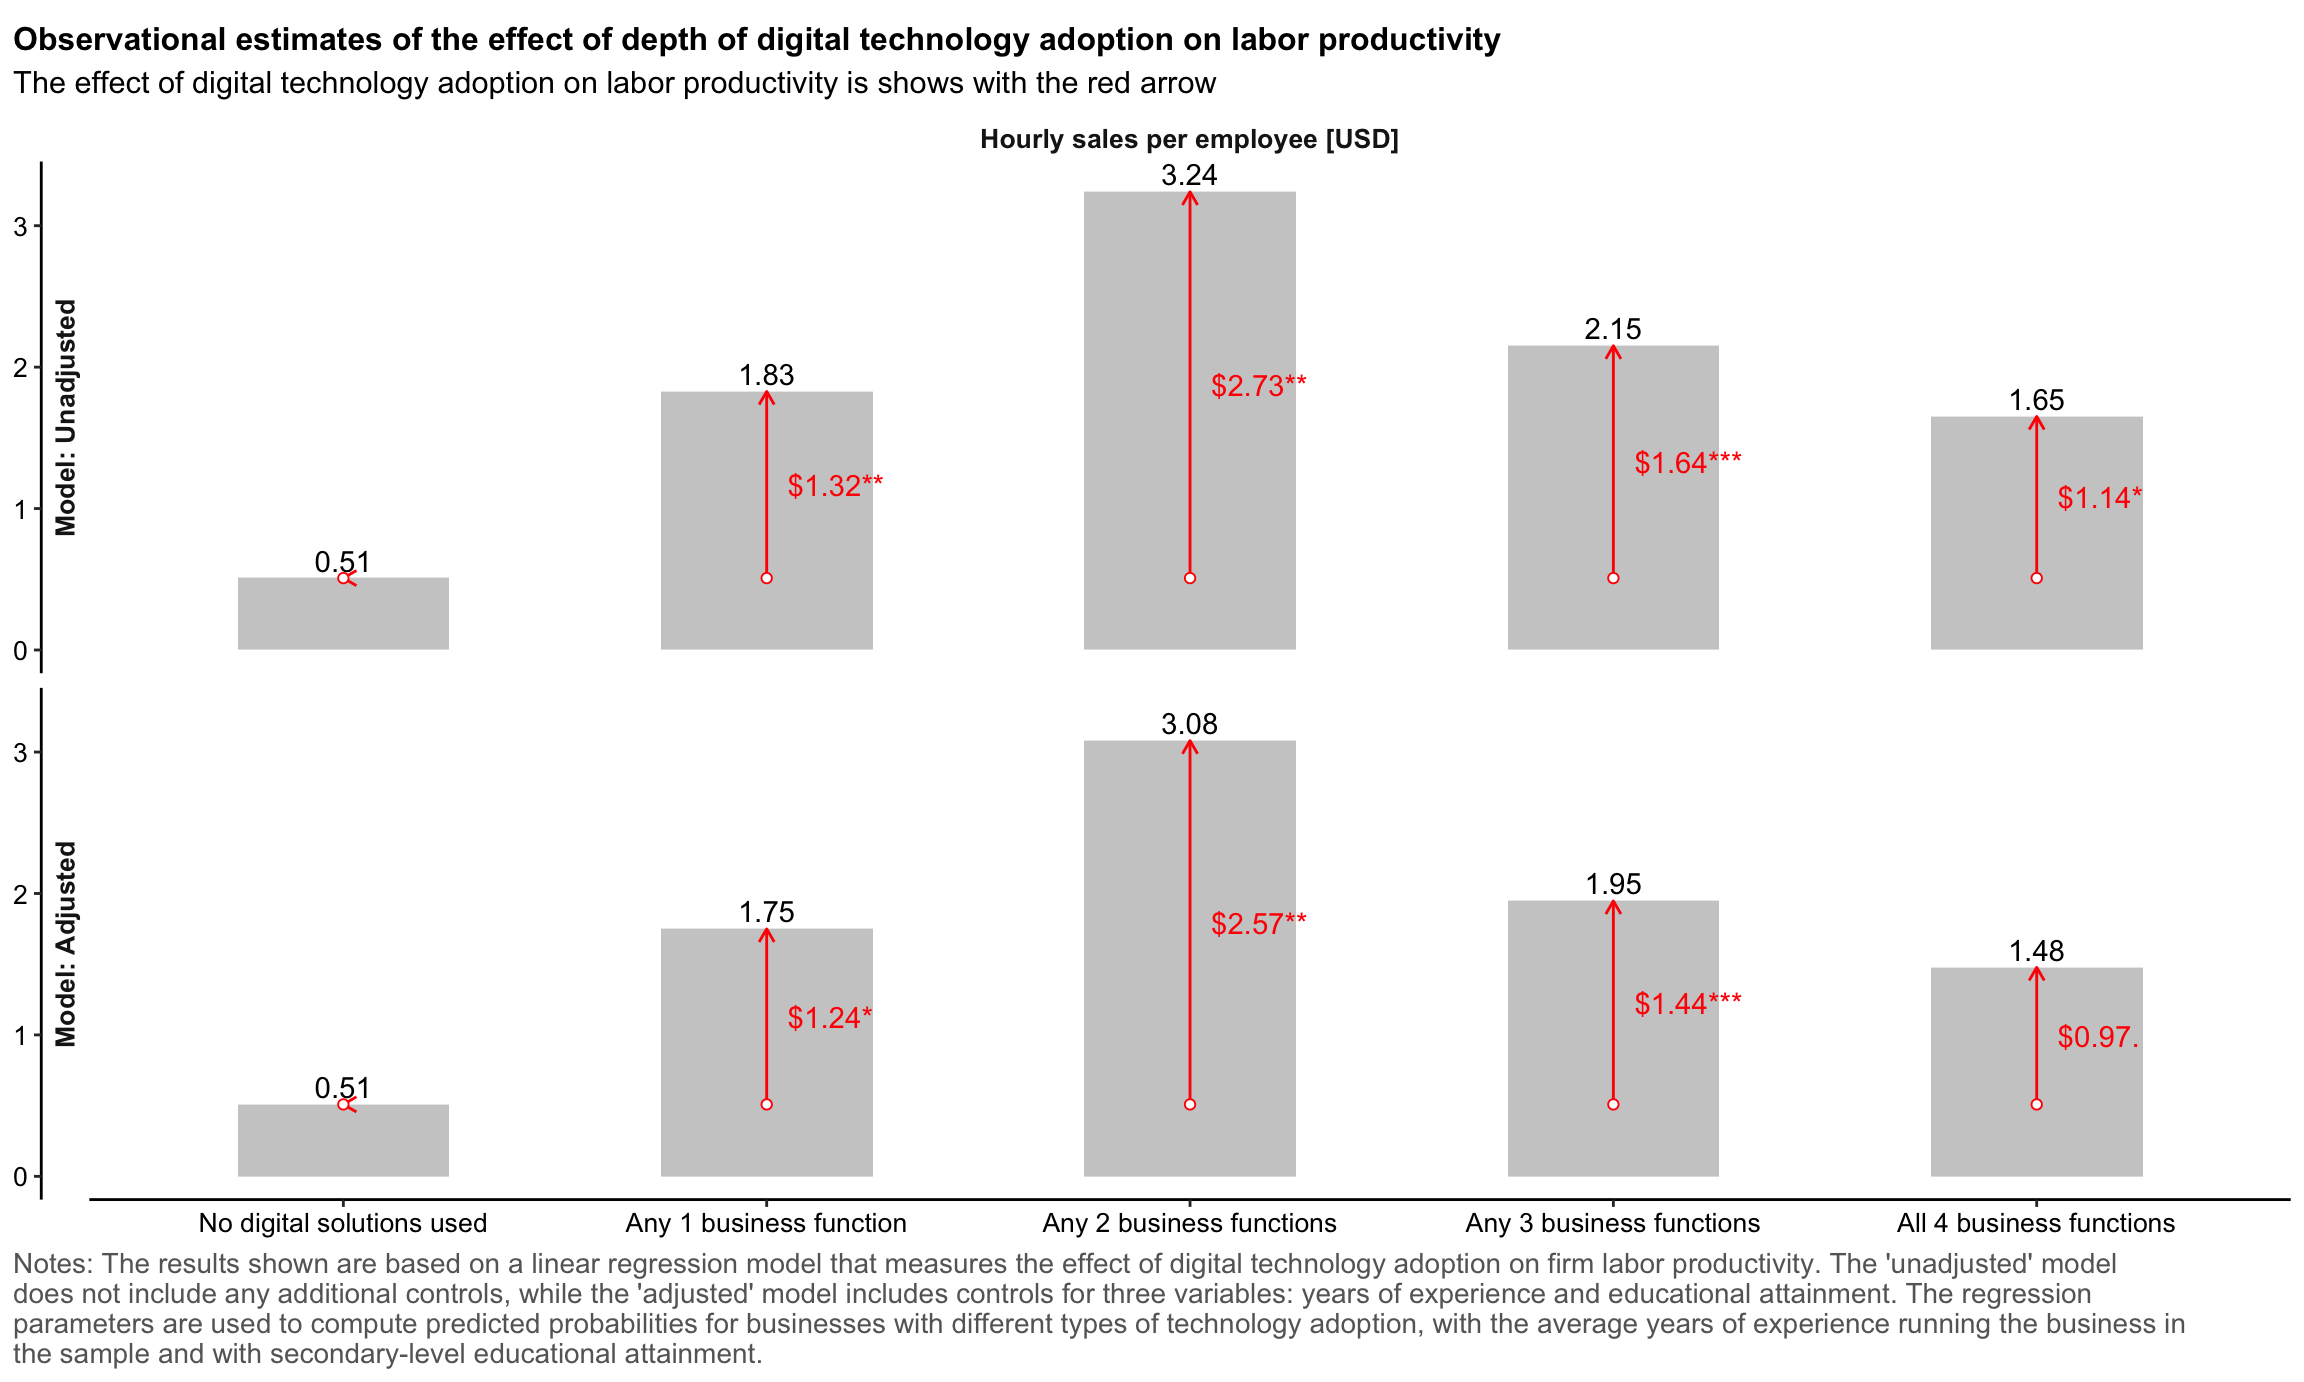 Observational estimates of the effect of depth of digital technology adoption on labor productivity
The effect of digital technology adoption on labor productivity is shows with the red arrow
Hourly sales per employee [USD]
Model: Unadjusted
3
2
1
0
0.51
1.83
$1.32**
3.24
$2.73**
2.15
$1.64***
1.65
$1.14*
Model: Adjusted
3
2
1
0
0.51
1.75
$1.24*
3.08
$2.57**
1.95
$1.44***
1.48
$0.97.
No digital solutions used
Any 1 business function
Any 2 business functions
Any 3 business functions
All 4 business functions
Notes: The results shown are based on a linear regression model that measures the effect of digital technology adoption on firm labor productivity. The 'unadjusted' model
does not include any additional controls, while the 'adjusted' model includes controls for three variables: years of experience and educational attainment. The regression
parameters are used to compute predicted probabilities for businesses with different types of technology adoption, with the average years of experience running the business in
the sample and with secondary-level educational attainment.